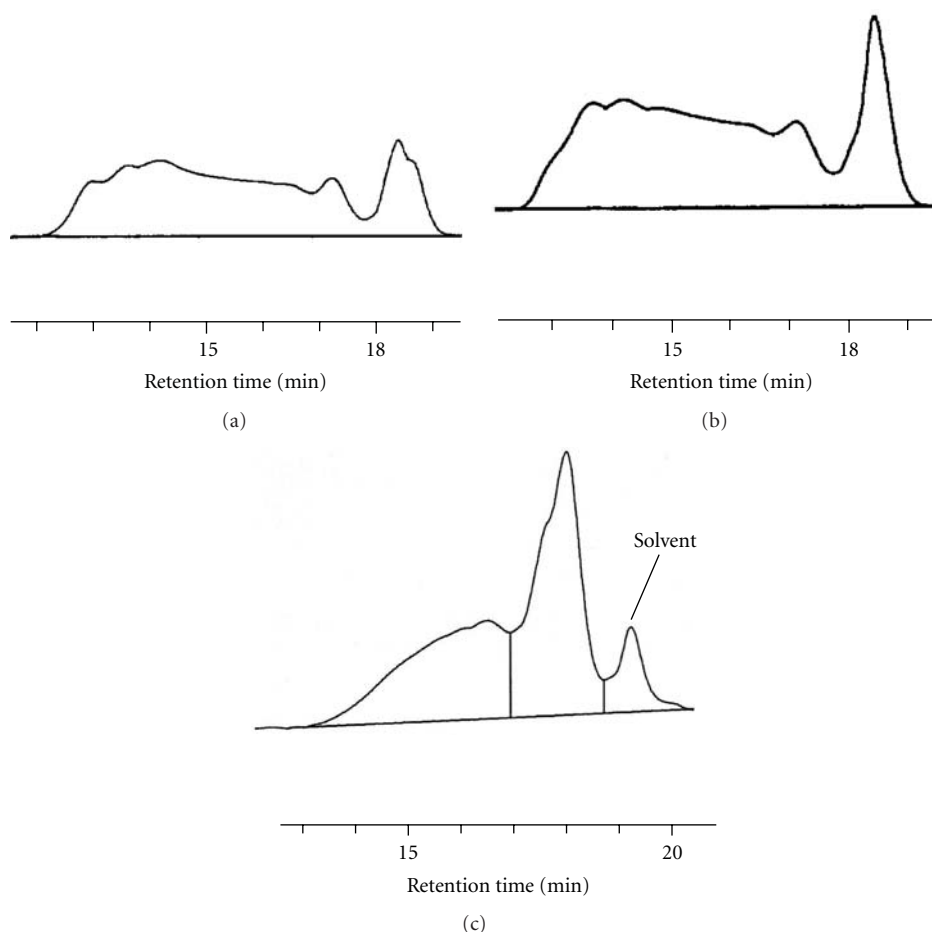 15 18
Retention time (min)
(a)
15 18
Retention time (min)
(b)
Solvent
15 20
Retention time (min)
(c)